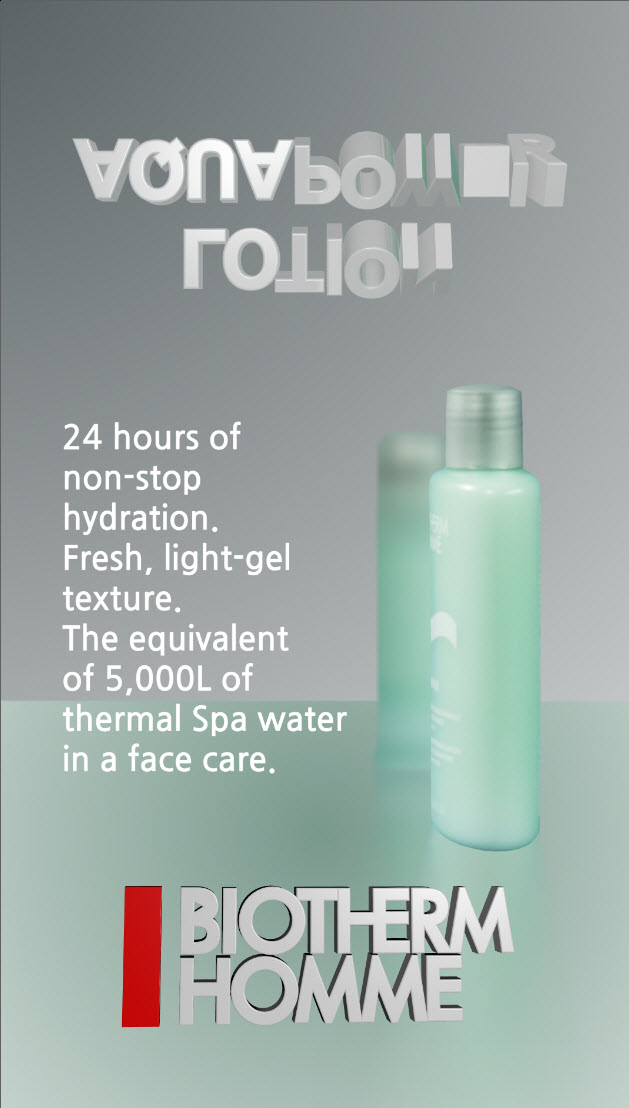 AQUAPOWER
LOTION
24 hours of
non-stop
hydration.
Fresh, light-gel
texture.
The equivalent
of 5,000L of
thermal Spa water
in a face care.
BIOTHERM
HOMME